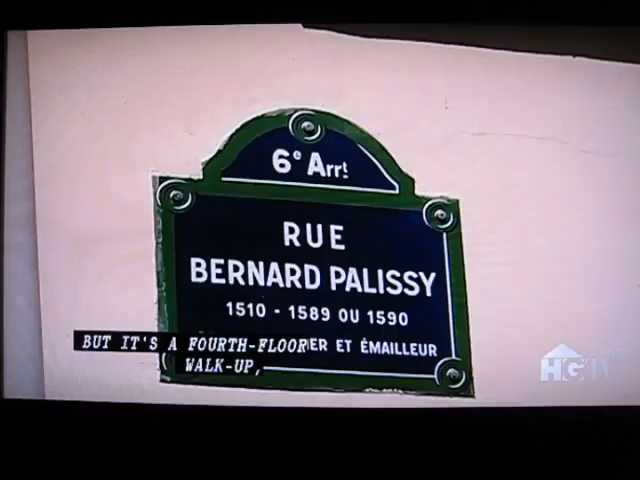 6e Arrt
RUE
BERNARD PALISSY
1510 - 1589 OU 1590
ER ET ÉMAILLEUR
BUT IT'S A FOURTH-FLOOR
WALK-UP,
HGTV